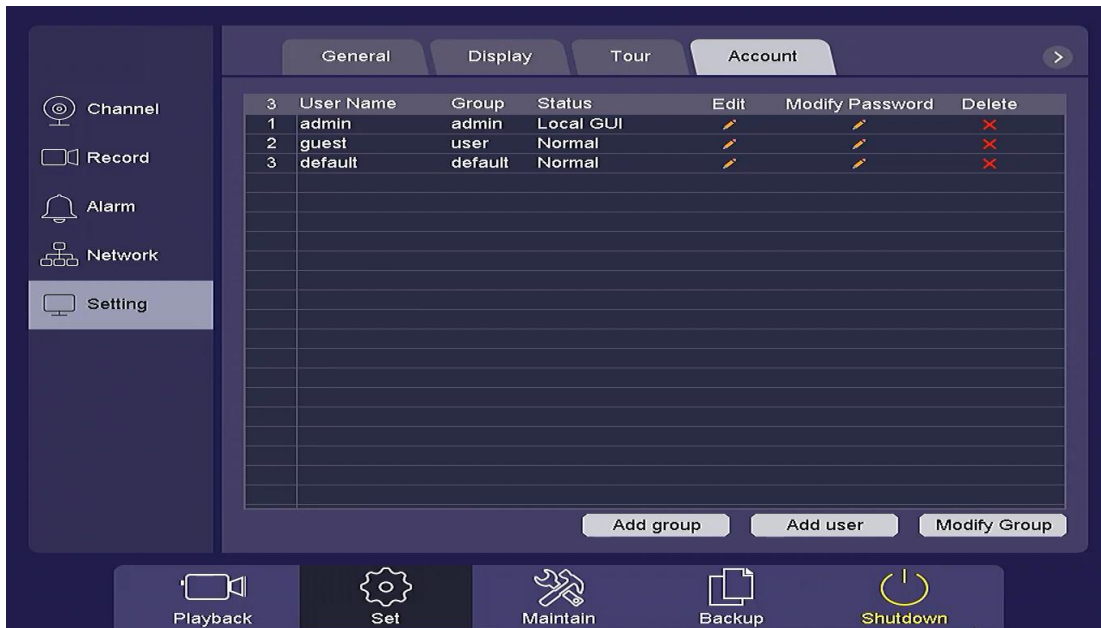 General Display Tour Account >
Channel
Record
Alarm
Network
Setting
3 User Name Group Status Edit Modify Password Delete
1 admin admin Local GUI
2 guest user Normal
3 default default Normal
Add group Add user Modify Group
Playback Set Maintain Backup Shutdown